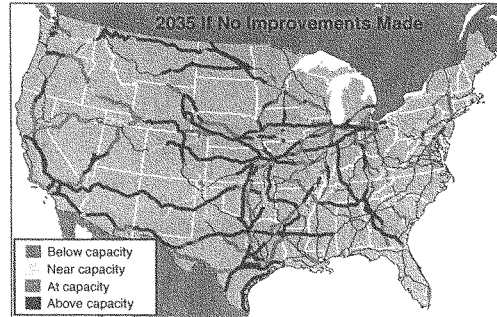 2035 If No Improvements Made
Below capacity
Near capacity
At capacity
Above capacity